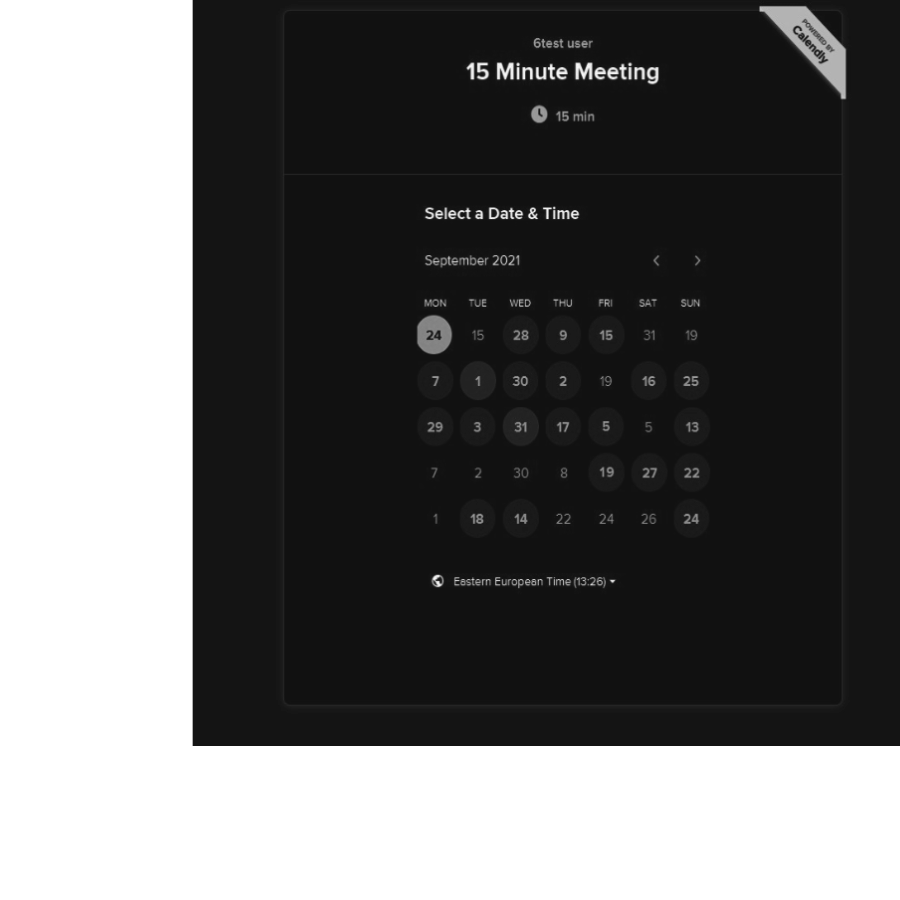 POWERED BY
Calendly
6test user
15 Minute Meeting
15 min
Select a Date & Time
September 2021
MON TUE WED THU FRI SAT SUN
24 15 28 9 15 31 19
7 1 30 2 19 16 25
29 3 31 17 5 5 13
7 2 30 8 19 27 22
1 18 14 22 24 26 24
Eastern European Time (13:26)